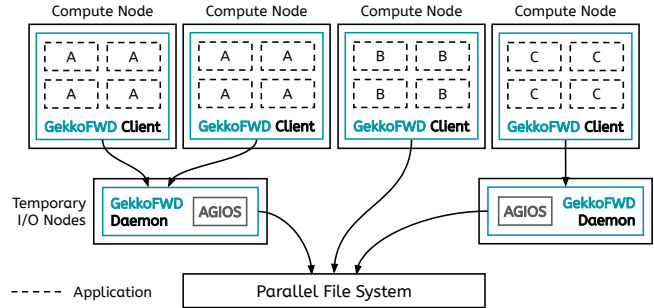 Compute Node Compute Node Compute Node Compute Node
A A A A B B C C
A A A A B B C C
GekkoFWD Client GekkoFWD Client GekkoFWD Client GekkoFWD Client
Temporary
I/O Nodes
GekkoFWD
Daemon
AGIOS
AGIOS
GekkoFWD
Daemon
Application
Parallel File System